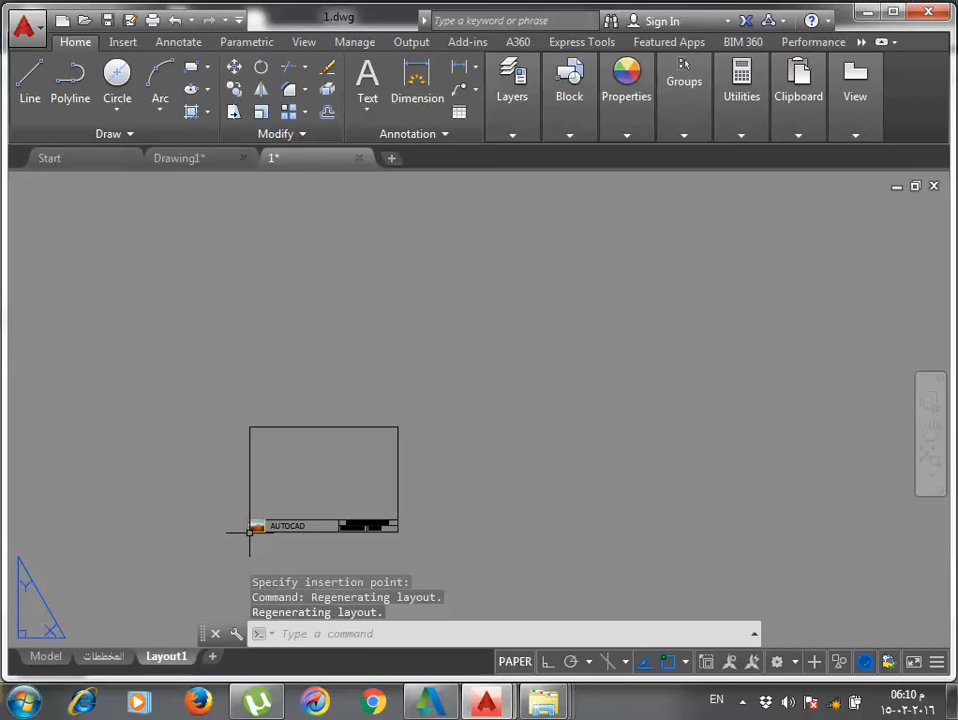 1.dwg
Type a keyword or phrase
Sign In
Home Insert Annotate Parametric View Manage Output Add-ins A360 Express Tools Featured Apps BIM 360 Performance
Line Polyline Circle Arc Text Dimension Layers Block Properties Groups Utilities Clipboard View
Draw Modify Annotation
Start Drawing1* 1*
AUTOCAD
Y
X
Specify insertion point:
Command: Regenerating layout.
Regenerating layout.
Type a command
Model المخططات Layout1
PAPER
EN
06:10 م
٢٠١٦-٠٢-١٥